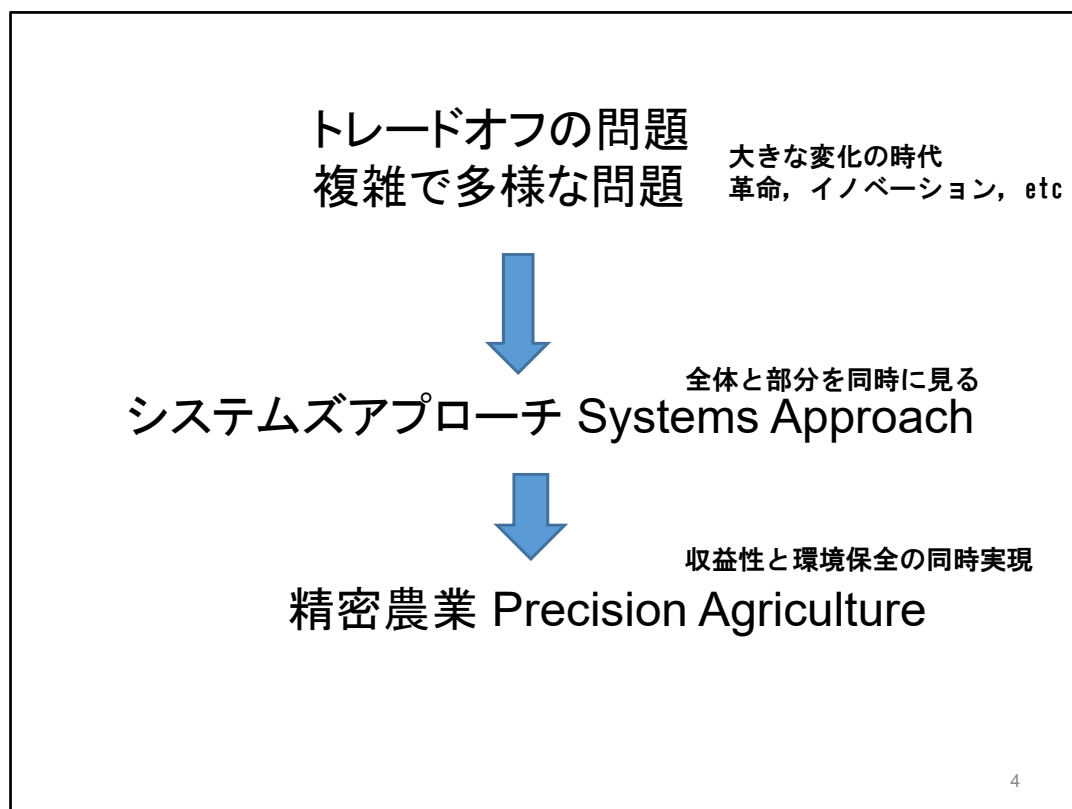 トレードオフの問題
複雑で多様な問題
大きな変化の時代
革命，イノベーション，etc
全体と部分を同時に見る
システムズアプローチ Systems Approach
収益性と環境保全の同時実現
精密農業 Precision Agriculture
4